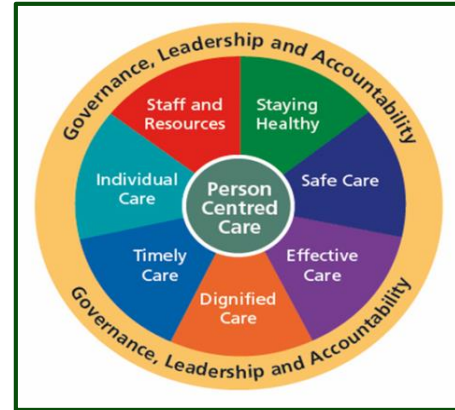 Governance, Leadership and Accountability
Staff and
Resources
Staying
Healthy
Individual
Care
Person
Centred
Care
Safe Care
Timely
Care
Effective
Care
Dignified
Care
Governance, Leadership and Accountability